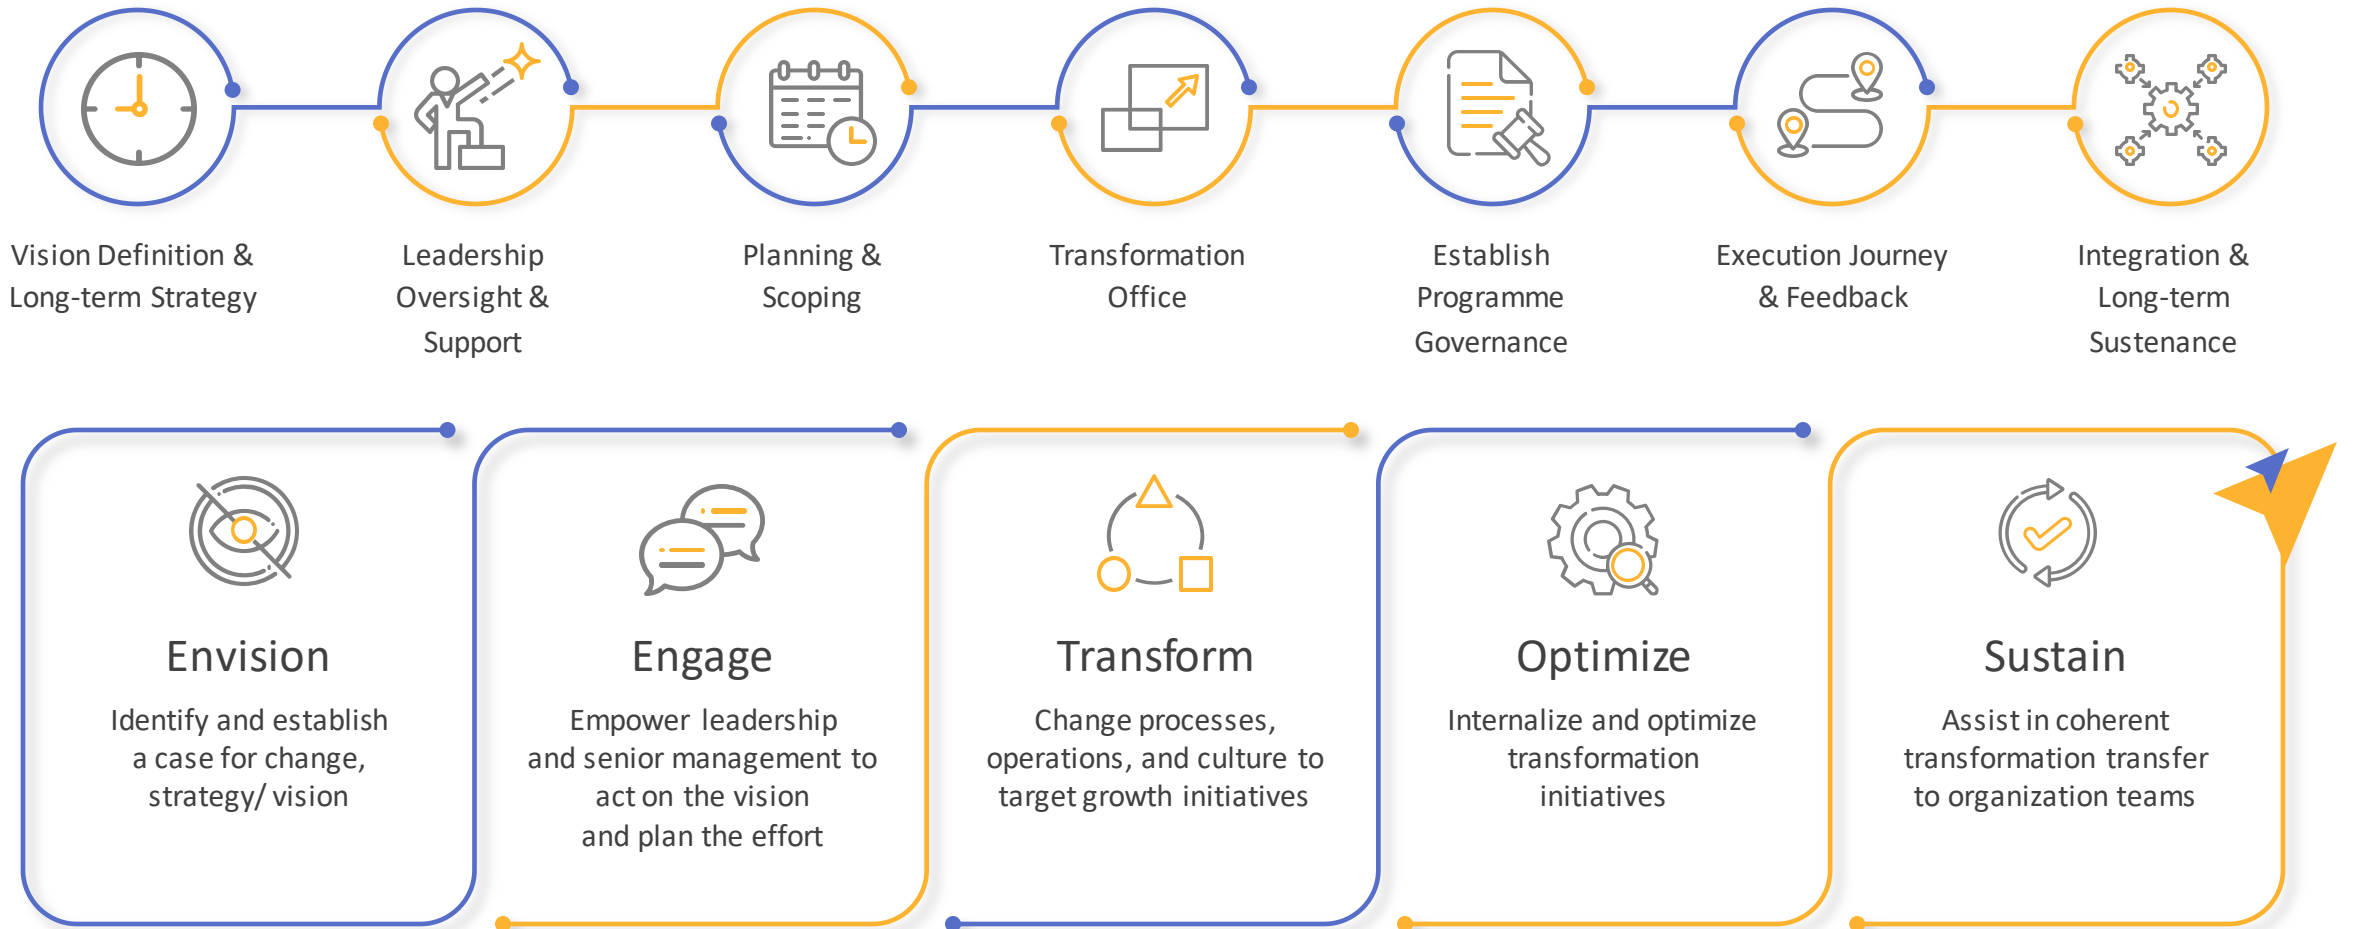 Vision Definition &
Long-term Strategy
Leadership
Oversight &
Support
Planning &
Scoping
Transformation
Office
Establish
Programme
Governance
Execution Journey
& Feedback
Integration &
Long-term
Sustenance
Envision
Identify and establish
a case for change,
strategy/ vision
Engage
Empower leadership
and senior management to
act on the vision
and plan the effort
Transform
Change processes,
operations, and culture to
target growth initiatives
Optimize
Internalize and optimize
transformation
initiatives
Sustain
Assist in coherent
transformation transfer
to organization teams